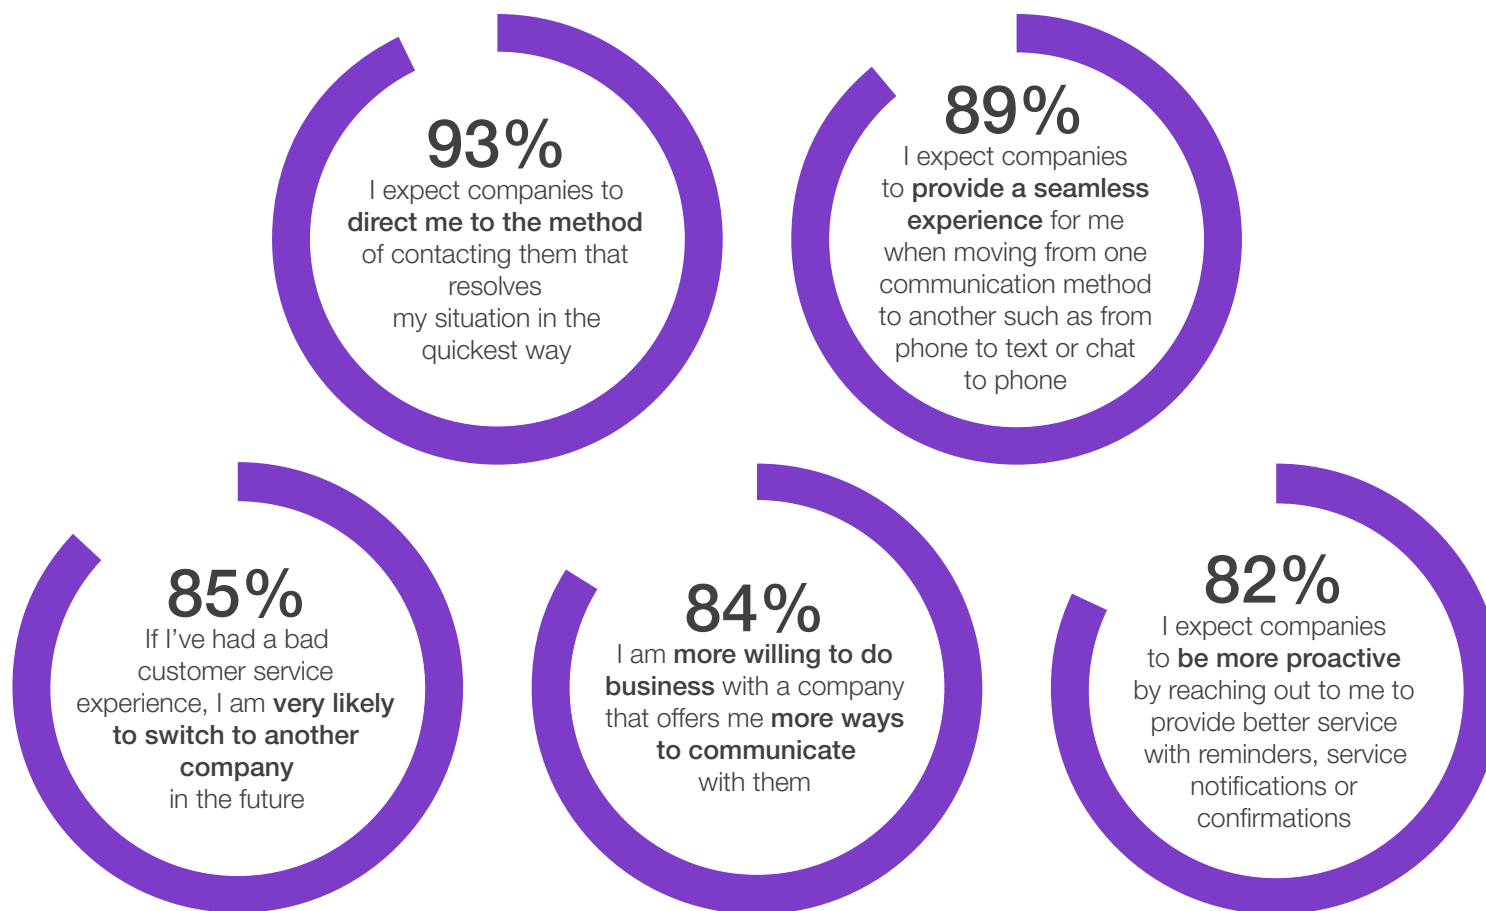 93%
I expect companies to
direct me to the method
of contacting them that
resolves
my situation in the
quickest way
89%
I expect companies
to provide a seamless
experience for me
when moving from one
communication method
to another such as from
phone to text or chat
to phone
85%
If I’ve had a bad
customer service
experience, I am very likely
to switch to another
company
in the future
84%
I am more willing to do
business with a company
that offers me more ways
to communicate
with them
82%
I expect companies
to be more proactive
by reaching out to me to
provide better service
with reminders, service
notifications or
confirmations